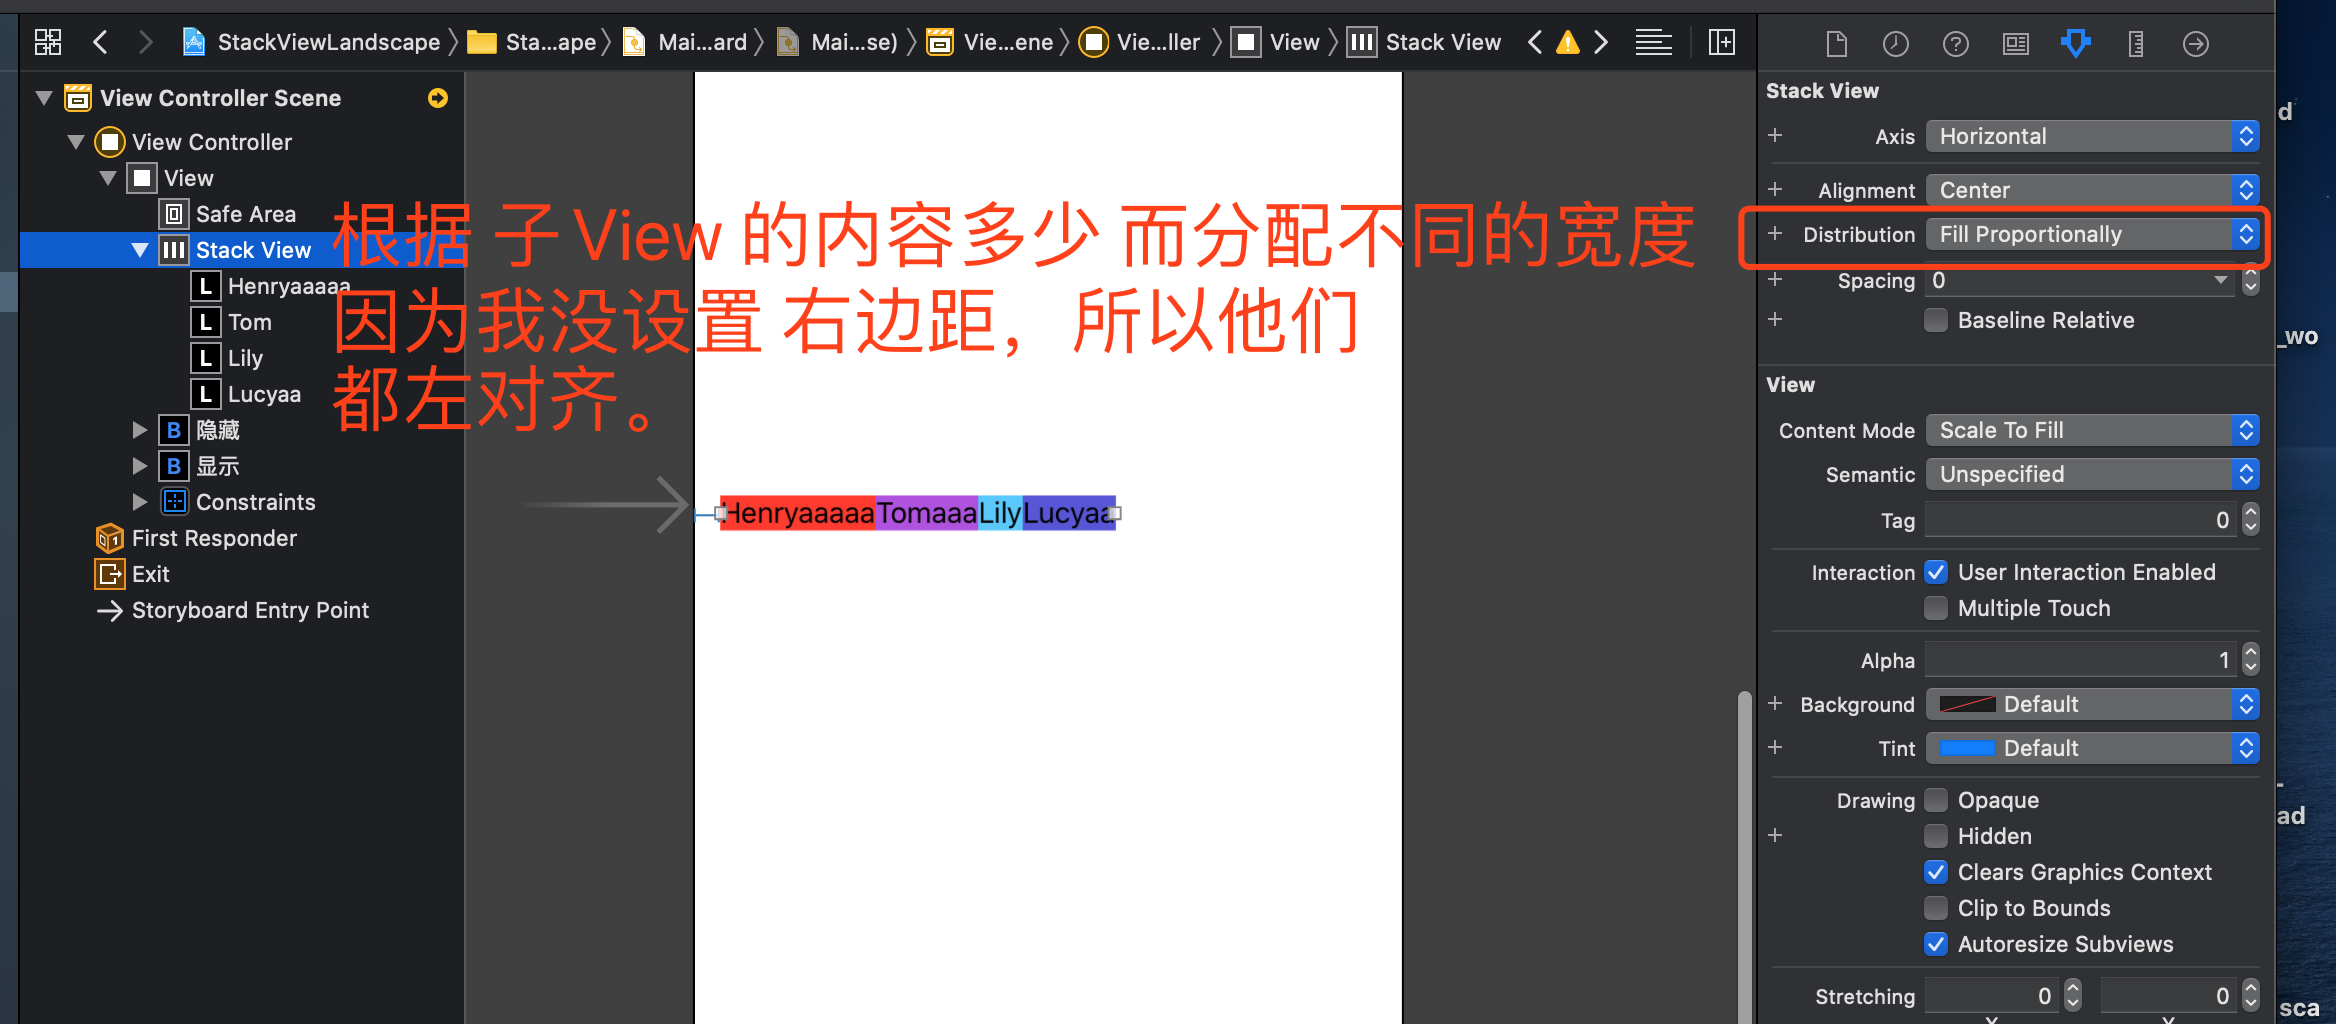 StackViewLandscape
Sta...ape
Mai...ard
Mai...se)
Vie...ene
Vie...ller
View
Stack View
View Controller Scene
View Controller
View
Safe Area
Stack View
Henryaaaaa
Tom
Lily
Lucyaa
隐藏
显示
Constraints
First Responder
Exit
Storyboard Entry Point
根据 子 View 的内容多少 而分配不同的宽度
因为我没设置 右边距，所以他们
都左对齐。
HenryaaaaaTomaaaLilyLucyaa
Stack View
Axis Horizontal
Alignment Center
Distribution Fill Proportionally
Spacing 0
Baseline Relative
View
Content Mode Scale To Fill
Semantic Unspecified
Tag 0
Interaction User Interaction Enabled
Multiple Touch
Alpha 1
Background Default
Tint Default
Drawing Opaque
Hidden
Clears Graphics Context
Clip to Bounds
Autoresize Subviews
Stretching 0 0
d
_wo
ad
sca